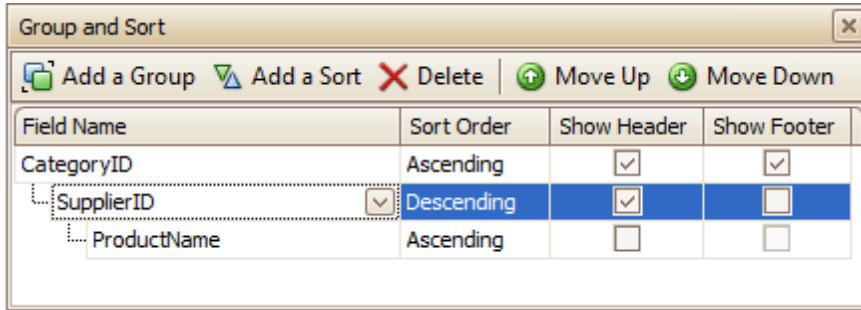 Group and Sort
Add a Group Add a Sort Delete Move Up Move Down
Field Name Sort Order Show Header Show Footer
CategoryID Ascending
SupplierID Descending
ProductName Ascending